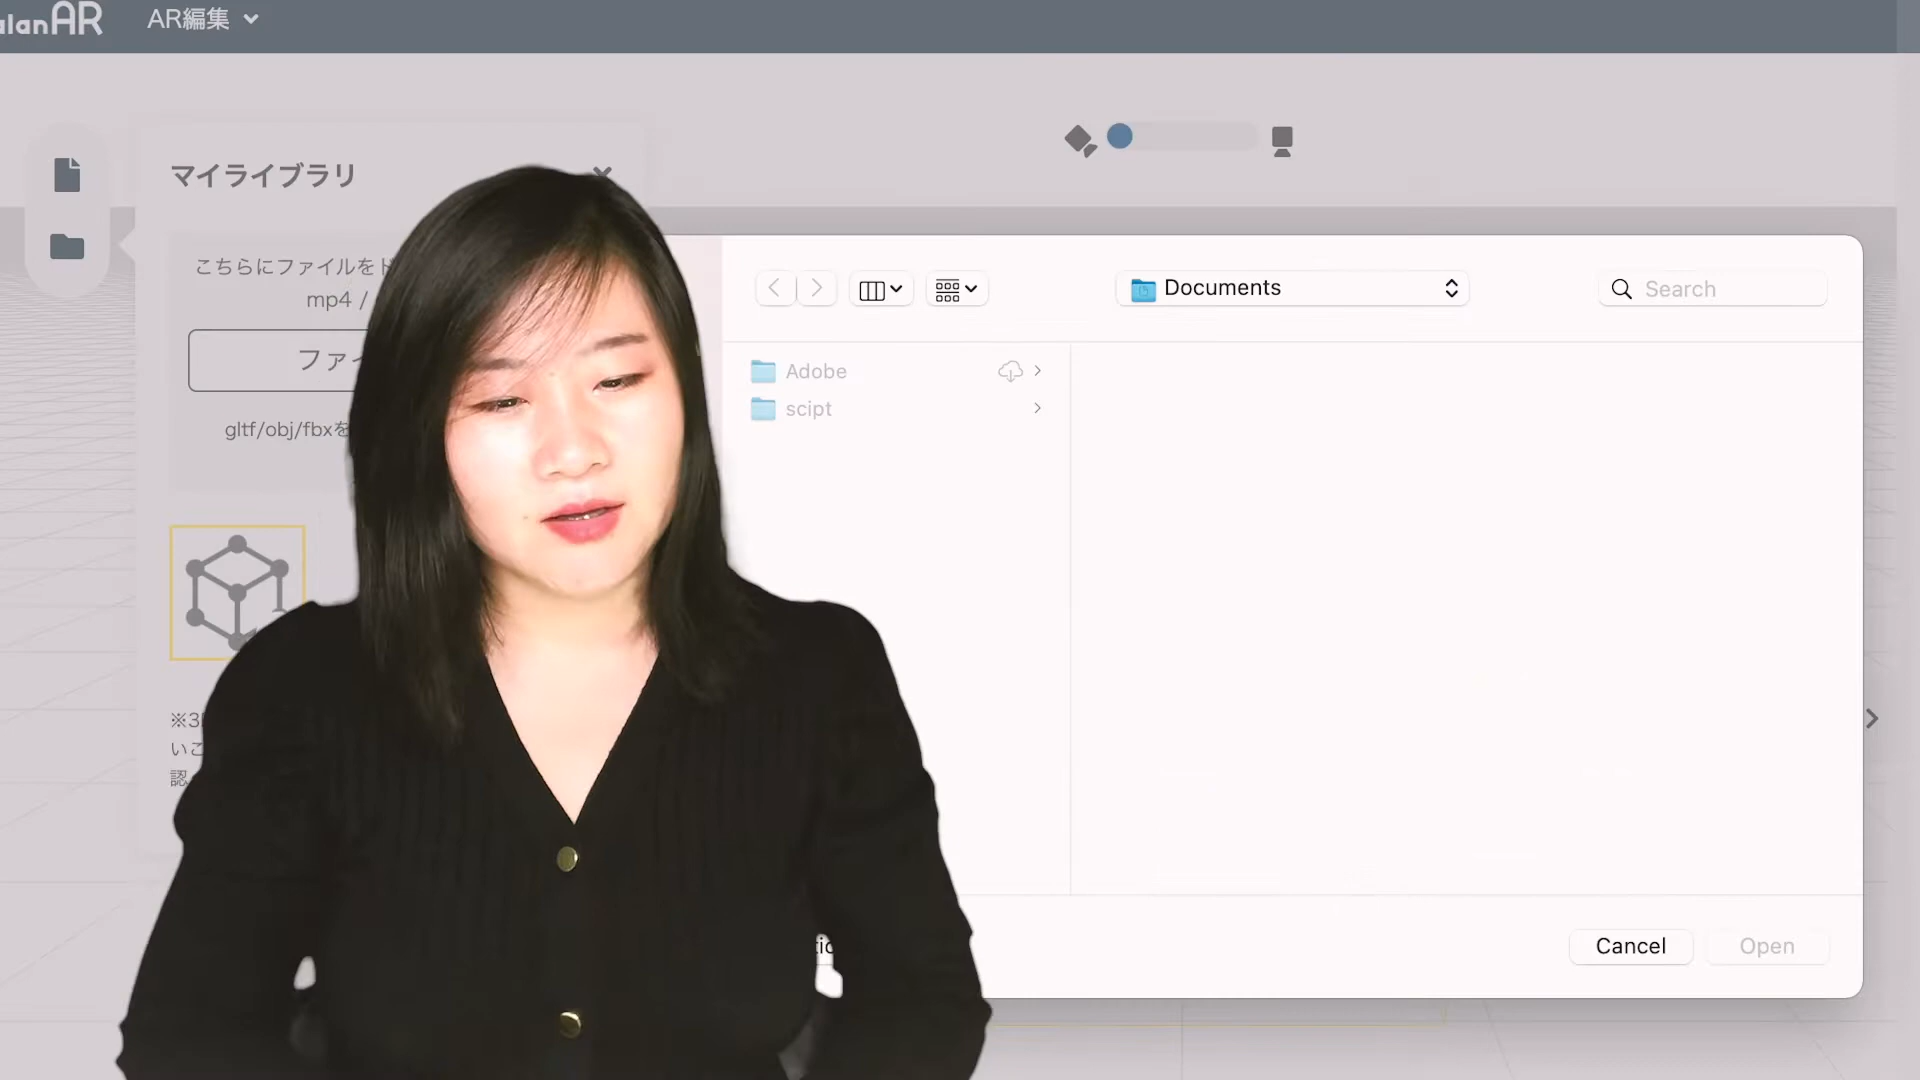 alanAR
AR編集
マイライブラリ
こちらにファイルをド
mp4 /
ファイ
gltf/obj/fbxを
※3
いこ
認
Documents
Search
Adobe
scipt
Cancel
Open